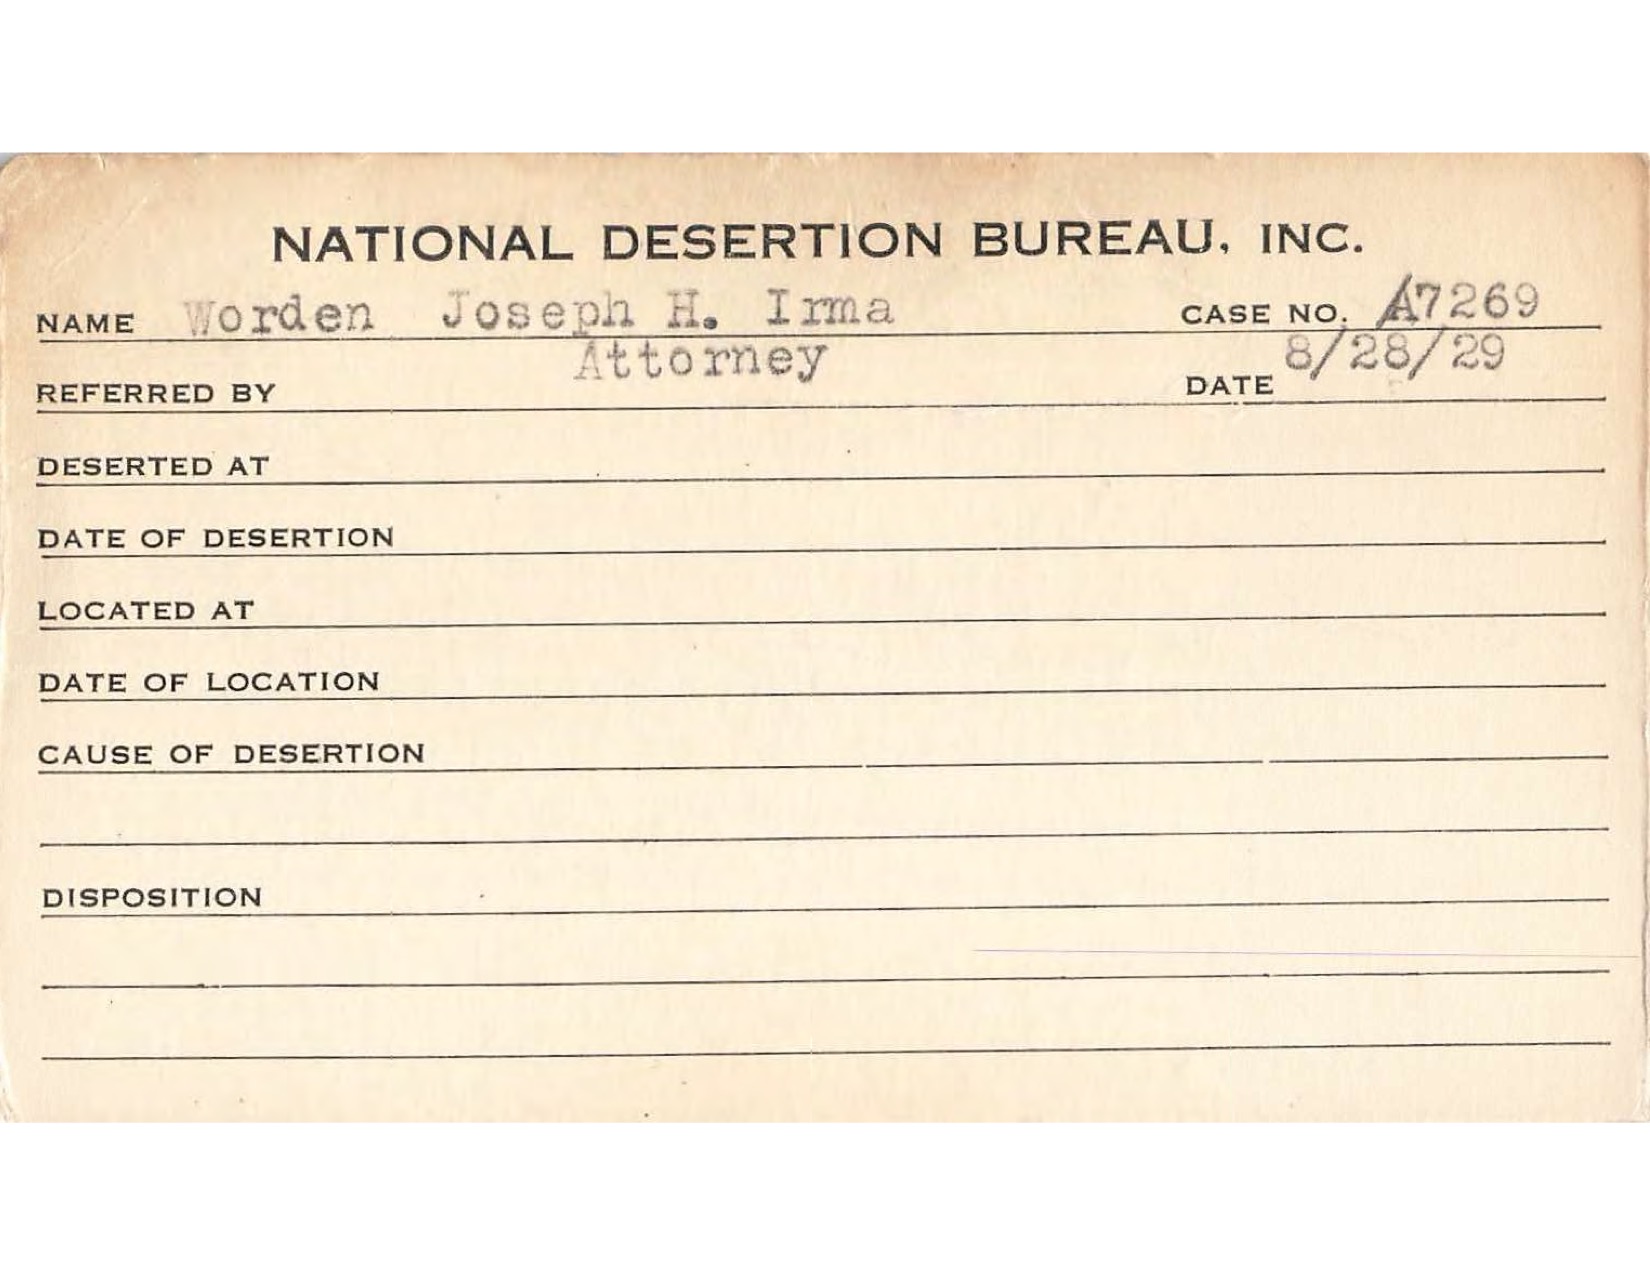 NATIONAL DESERTION BUREAU, INC.
NAME Worden Joseph H. Irma CASE NO. A7269
REFERRED BY Attorney DATE 8/28/29
DESERTED AT
DATE OF DESERTION
LOCATED AT
DATE OF LOCATION
CAUSE OF DESERTION
DISPOSITION